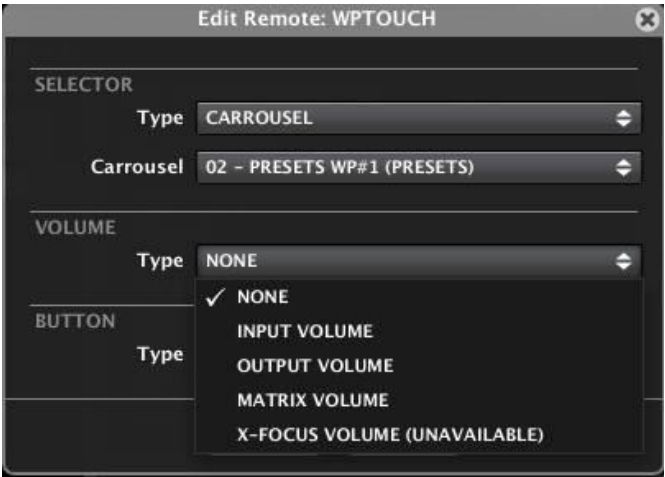 Edit Remote: WPTOUCH
SELECTOR
Type CARROUSEL
Carrousel 02 - PRESETS WP#1 (PRESETS)
VOLUME
Type NONE
✓ NONE
BUTTON
INPUT VOLUME
Type
OUTPUT VOLUME
MATRIX VOLUME
X-FOCUS VOLUME (UNAVAILABLE)